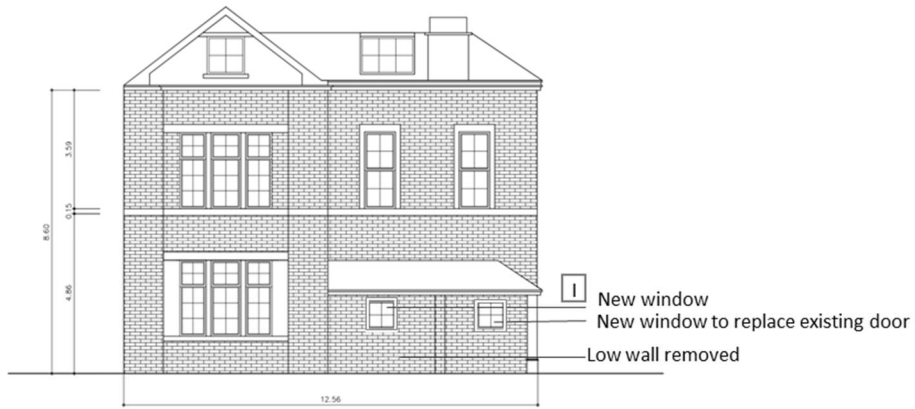 3.59
0.15
8.60
4.86
I
New window
New window to replace existing door
Low wall removed
12.56